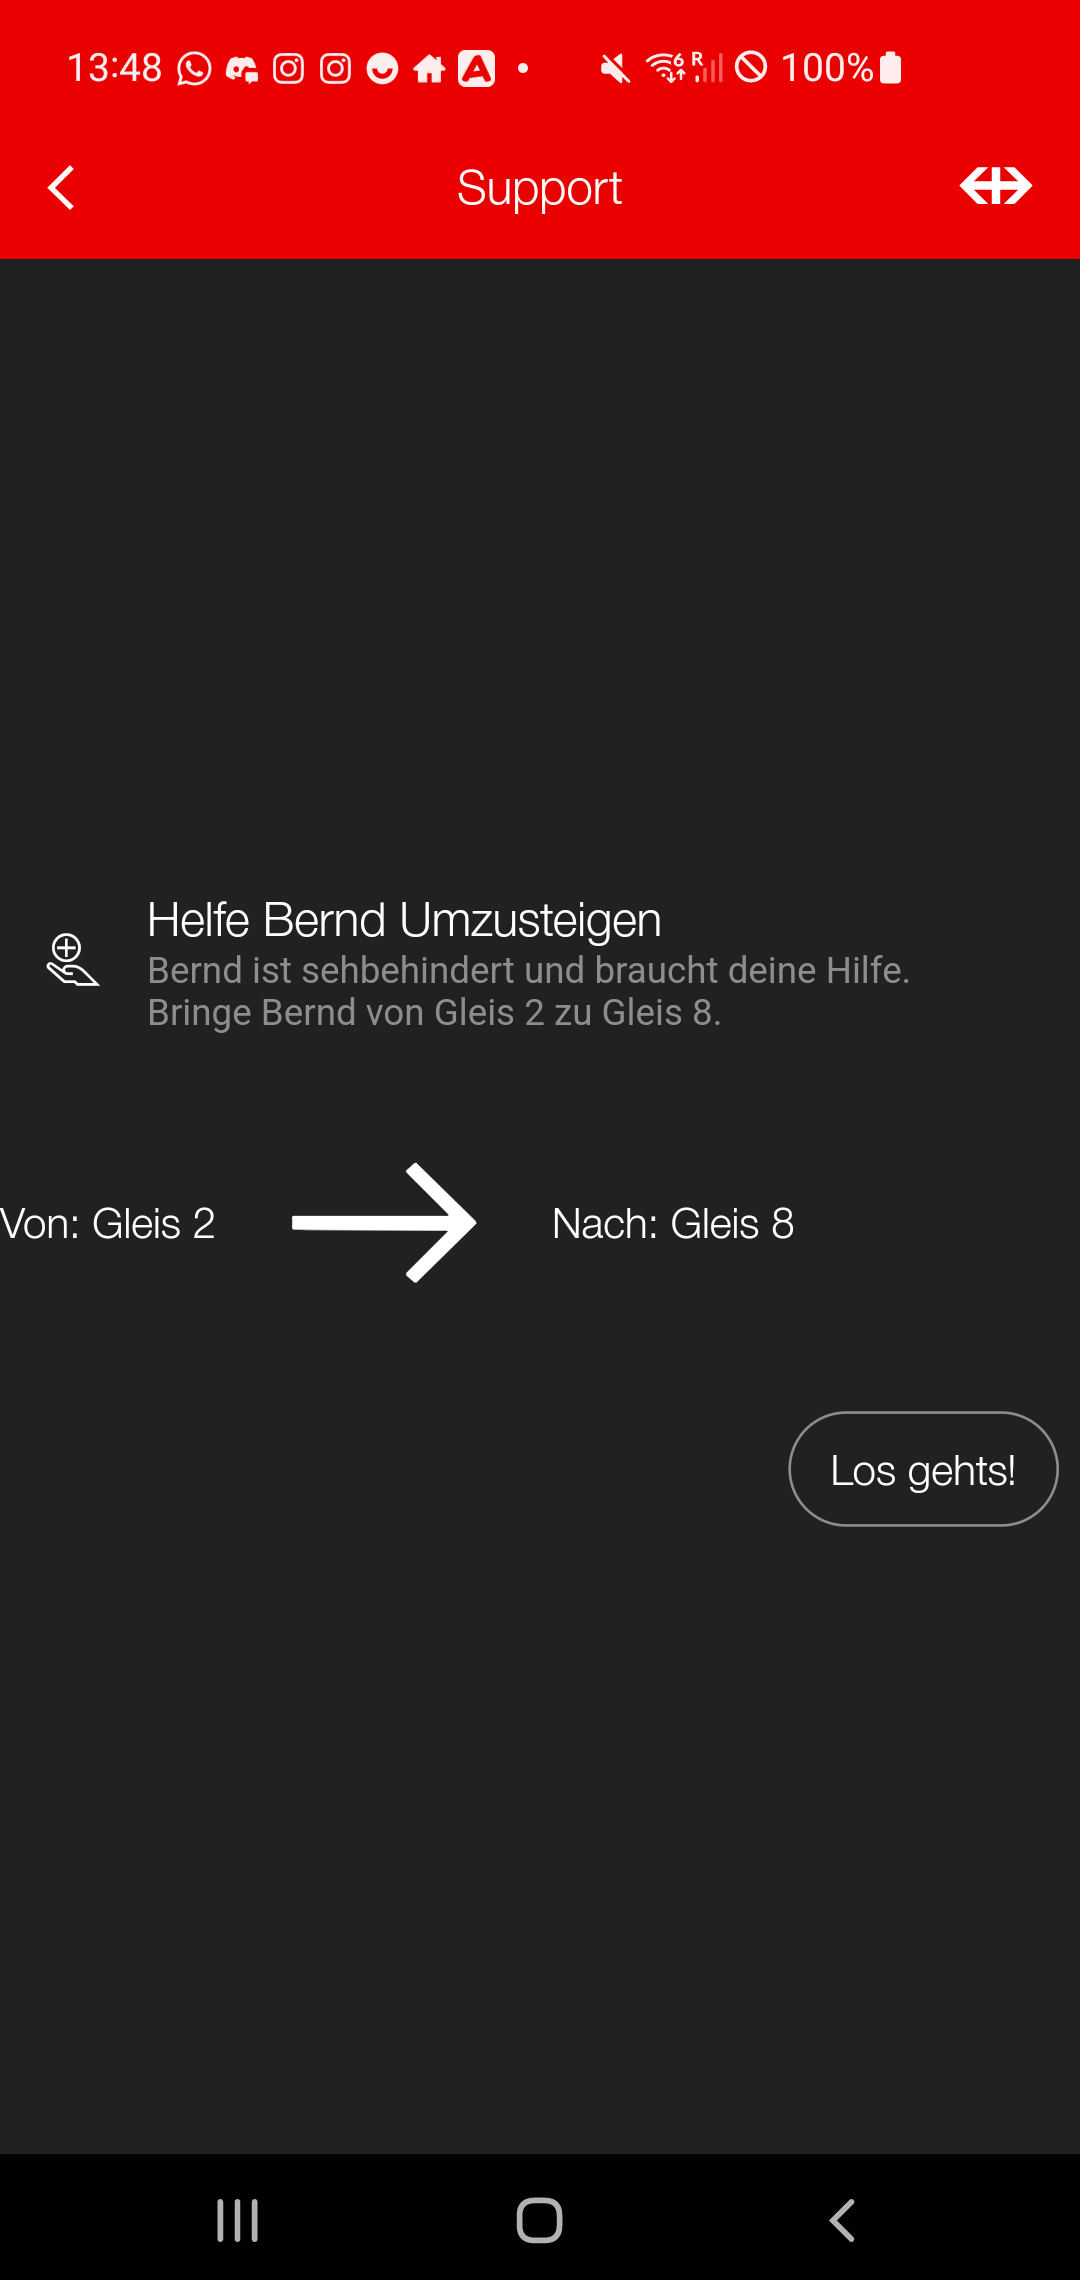 13:48 100%
Support
Helfe Bernd Umzusteigen
Bernd ist sehbehindert und braucht deine Hilfe.
Bringe Bernd von Gleis 2 zu Gleis 8.
Von: Gleis 2 Nach: Gleis 8
Los gehts!